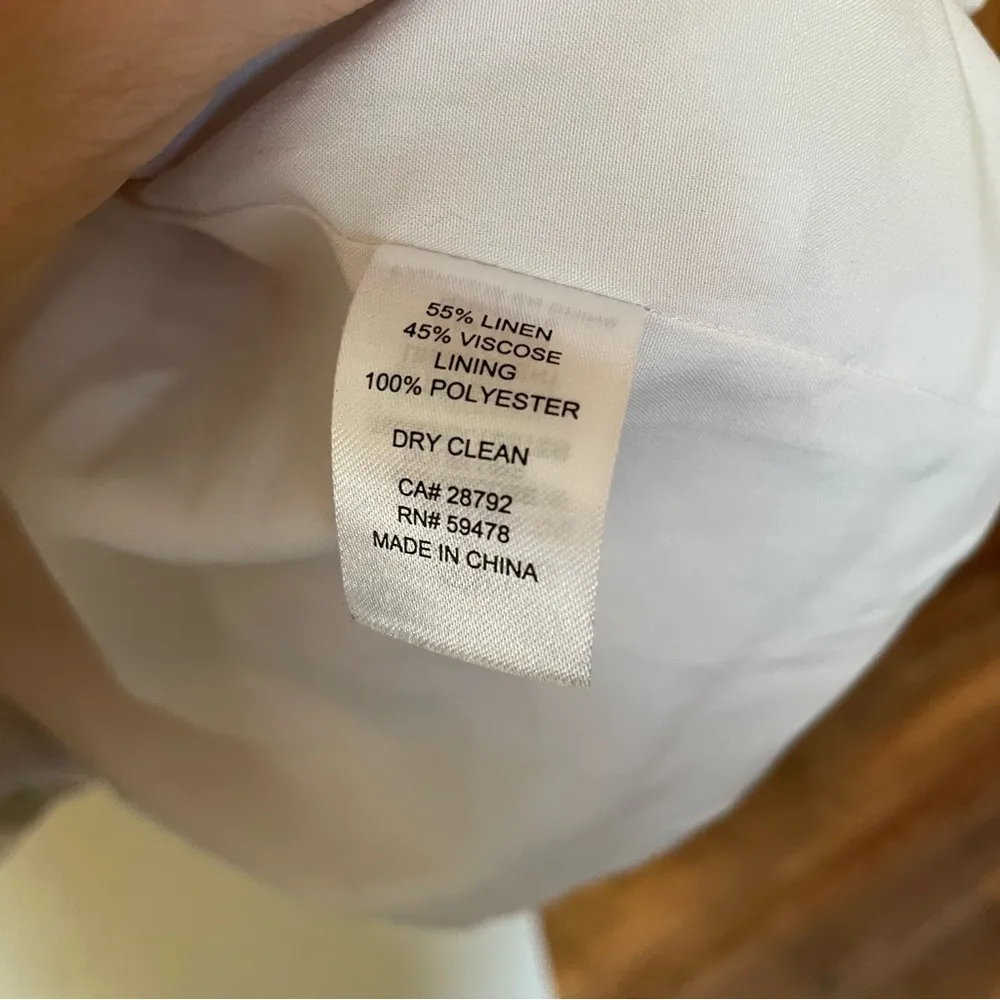 55% LINEN
45% VISCOSE
LINING
100% POLYESTER
DRY CLEAN
CA# 28792
RN# 59478
MADE IN CHINA